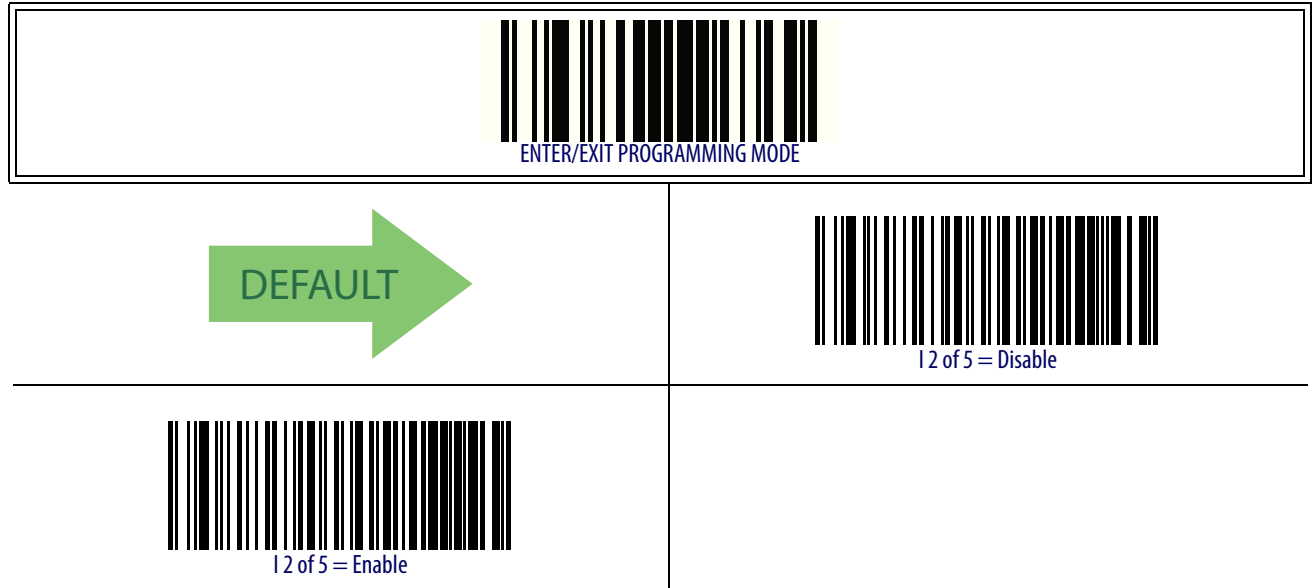 ENTER/EXIT PROGRAMMING MODE
DEFAULT
I 2 of 5 = Disable
I 2 of 5 = Enable